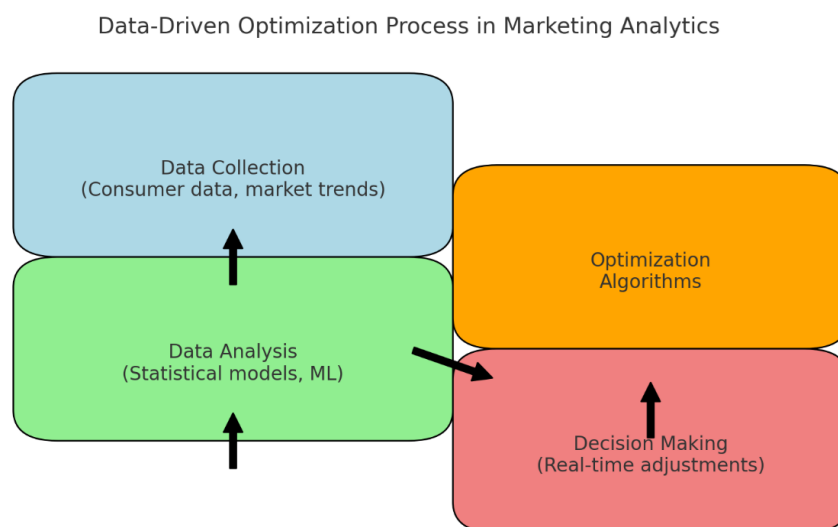 Data-Driven Optimization Process in Marketing Analytics
Data Collection
(Consumer data, market trends)
Optimization
Algorithms
Data Analysis
(Statistical models, ML)
Decision Making
(Real-time adjustments)